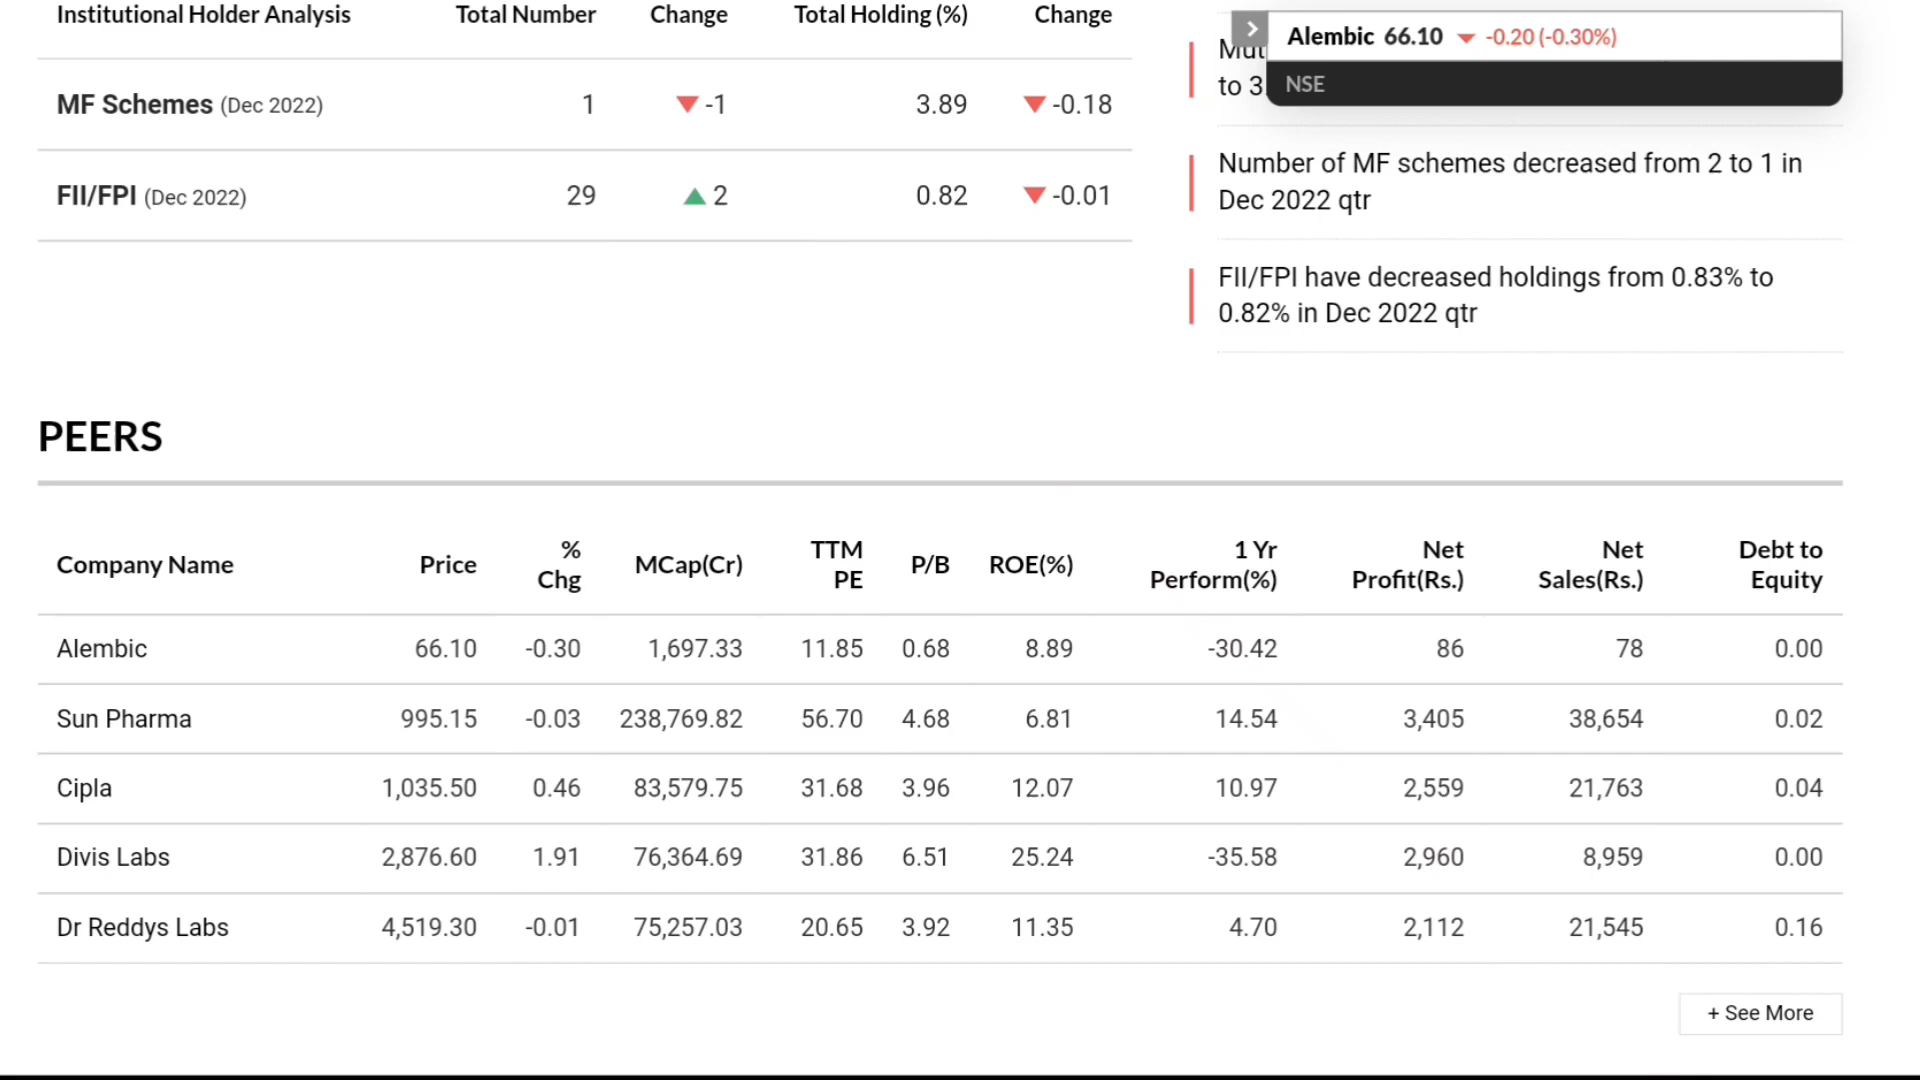 Institutional Holder Analysis Total Number Change Total Holding (%) Change
MF Schemes (Dec 2022) 1 ▼ -1 3.89 ▼ -0.18
FII/FPI (Dec 2022) 29 ▲ 2 0.82 ▼ -0.01
Alembic 66.10 ▼ -0.20 (-0.30%)
NSE
to 3.
Number of MF schemes decreased from 2 to 1 in
Dec 2022 qtr
FII/FPI have decreased holdings from 0.83% to
0.82% in Dec 2022 qtr
PEERS
Company Name Price % Chg MCap(Cr) TTM PE P/B ROE(%) 1 Yr Perform(%) Net Profit(Rs.) Net Sales(Rs.) Debt to Equity
Alembic 66.10 -0.30 1,697.33 11.85 0.68 8.89 -30.42 86 78 0.00
Sun Pharma 995.15 -0.03 238,769.82 56.70 4.68 6.81 14.54 3,405 38,654 0.02
Cipla 1,035.50 0.46 83,579.75 31.68 3.96 12.07 10.97 2,559 21,763 0.04
Divis Labs 2,876.60 1.91 76,364.69 31.86 6.51 25.24 -35.58 2,960 8,959 0.00
Dr Reddys Labs 4,519.30 -0.01 75,257.03 20.65 3.92 11.35 4.70 2,112 21,545 0.16
+ See More